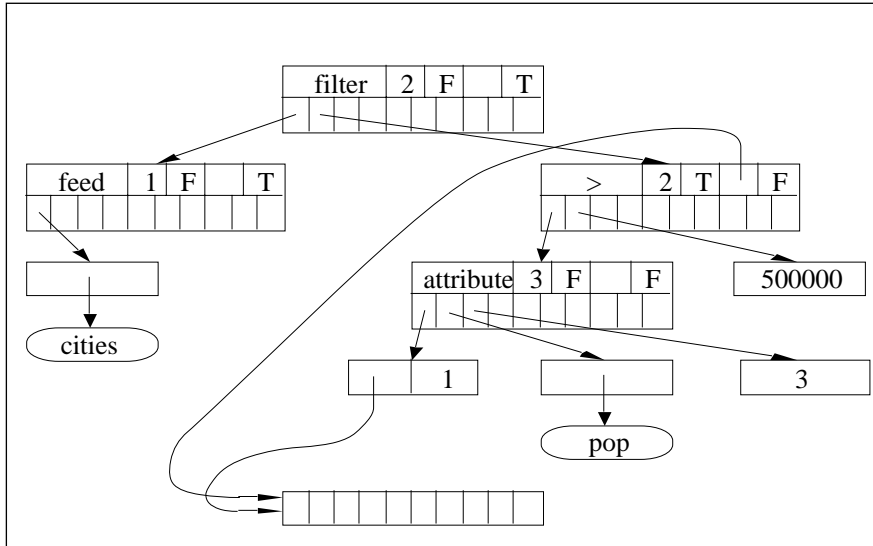 filter 2 F T
feed 1 F T
> 2 T F
attribute 3 F F
500000
cities
1
3
pop